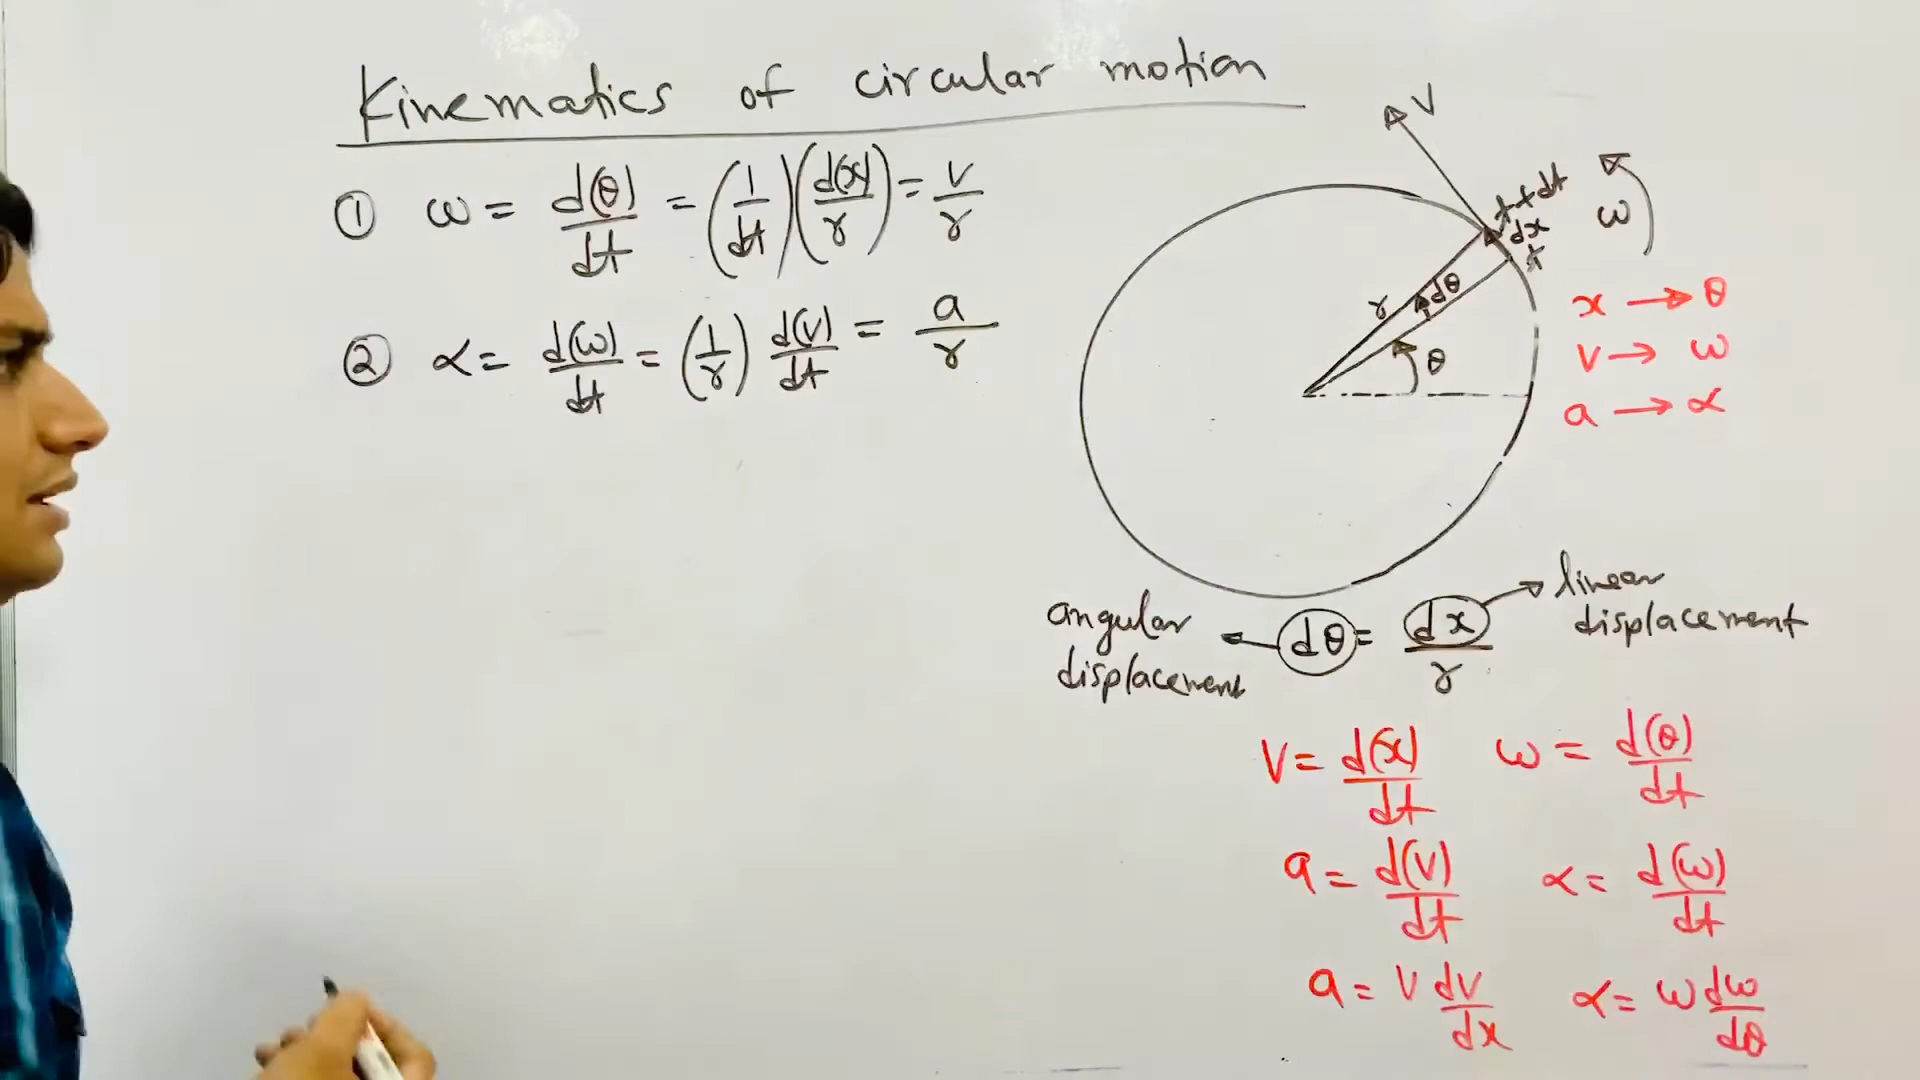 Kinematics of circular motion
① ω = d(θ)/dt = (1/dt)(d(x)/r) = v/r
② α = d(ω)/dt = (1/r) d(v)/dt = a/r
V
t+dt
dx
t
ω
r
dθ
θ
x → θ
v → ω
a → α
angular displacement ← dθ = dx/r → linear displacement
V = d(x)/dt ω = d(θ)/dt
a = d(v)/dt α = d(ω)/dt
a = v dv/dx α = ω dω/dθ